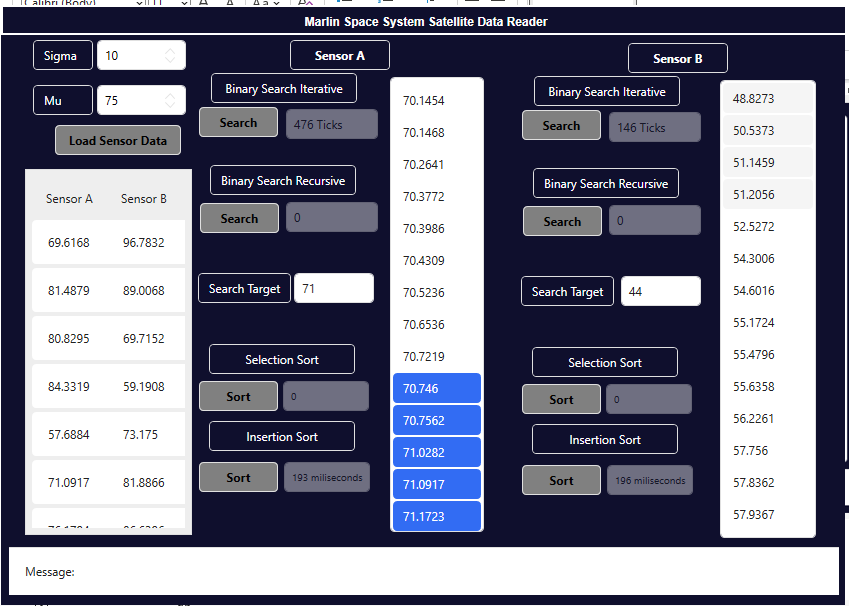 Calibri (Body)
Marlin Space System Satellite Data Reader
Sigma 10
Mu 75
Load Sensor Data
Sensor A Sensor B
69.6168 96.7832
81.4879 89.0068
80.8295 69.7152
84.3319 59.1908
57.6884 73.175
71.0917 81.8866
Sensor A
Binary Search Iterative
Search 476 Ticks
Binary Search Recursive
Search 0
Search Target 71
Selection Sort
Sort 0
Insertion Sort
Sort 193 miliseconds
70.1454
70.1468
70.2641
70.3772
70.3986
70.4309
70.5236
70.6536
70.7219
70.746
70.7562
71.0282
71.0917
71.1723
Sensor B
Binary Search Iterative
Search 146 Ticks
Binary Search Recursive
Search 0
Search Target 44
Selection Sort
Sort 0
Insertion Sort
Sort 196 miliseconds
48.8273
50.5373
51.1459
51.2056
52.5272
54.3006
54.6016
55.1724
55.4796
55.6358
56.2261
57.756
57.8362
57.9367
Message: